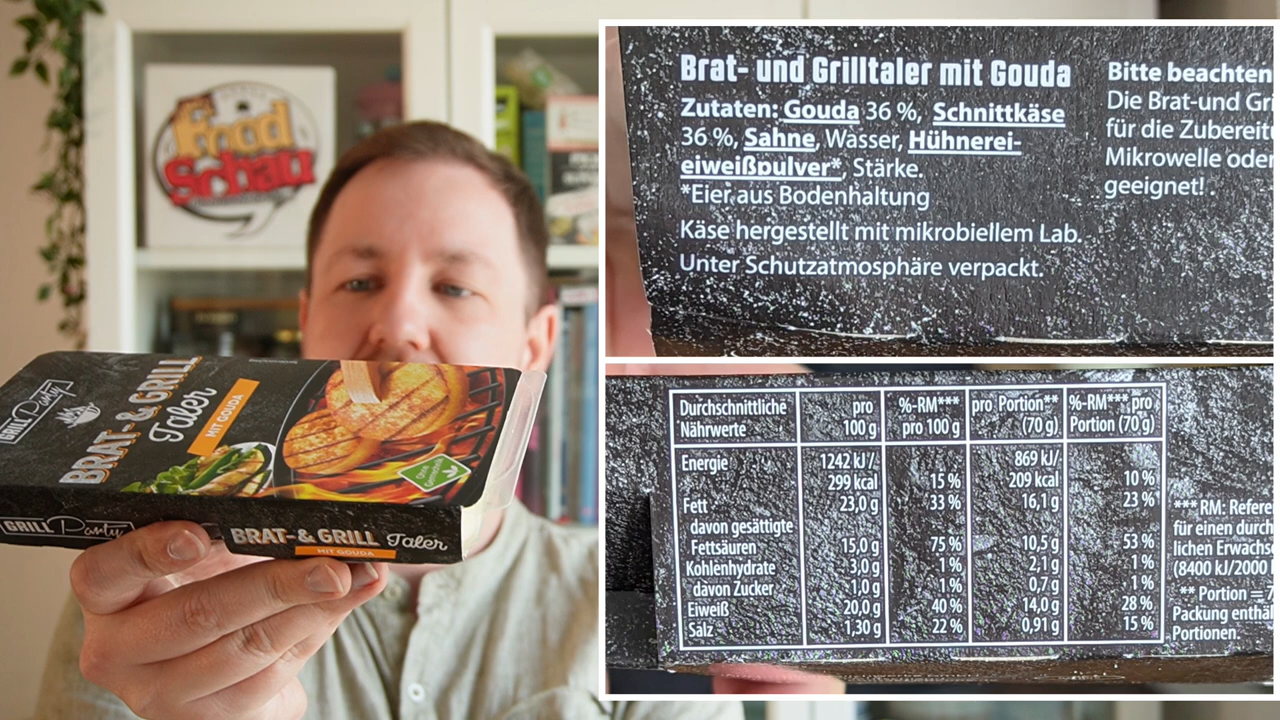 Food
Schau
GRILL Party
BRAT- & GRILL
Taler
MIT GOUDA
Ohne
Gentechnik
GRILL Party
BRAT- & GRILL Taler
MIT GOUDA
Brat- und Grilltaler mit Gouda
Zutaten: Gouda 36 %, Schnittkäse
36 %, Sahne, Wasser, Hühnerei-
eiweißpulver*, Stärke.
*Eier aus Bodenhaltung
Käse hergestellt mit mikrobiellem Lab.
Unter Schutzatmosphäre verpackt.
Bitte beachten
Die Brat-und Gri
für die Zubereitu
Mikrowelle oder
geeignet!
Durchschnittliche
Nährwerte
pro
100 g
%-RM***
pro 100 g
pro Portion**
(70 g)
%-RM*** pro
Portion (70 g)
Energie 1242 kJ/ 869 kJ/
299 kcal 15 % 209 kcal 10 %
Fett 23,0 g 33 % 16,1 g 23 %
davon gesättigte
Fettsäuren 15,0 g 75 % 10,5 g 53 %
Kohlenhydrate 3,0 g 1 % 2,1 g 1 %
davon Zucker 1,0 g 1 % 0,7 g 1 %
Eiweiß 20,0 g 40 % 14,0 g 28 %
Salz 1,30 g 22 % 0,91 g 15 %
*** RM: Refere
für einen durch
lichen Erwachse
(8400 kJ/2000
** Portion = 7
Packung enthäl
Portionen.